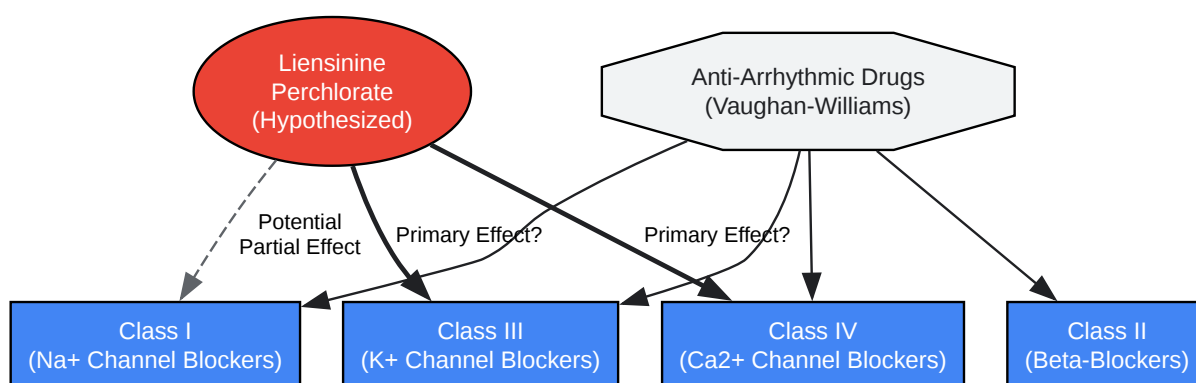 Liensinine
Perchlorate
(Hypothesized)
Anti-Arrhythmic Drugs
(Vaughan-Williams)
Potential
Partial Effect
Primary Effect?
Primary Effect?
Class I
(Na+ Channel Blockers)
Class III
(K+ Channel Blockers)
Class IV
(Ca2+ Channel Blockers)
Class II
(Beta-Blockers)